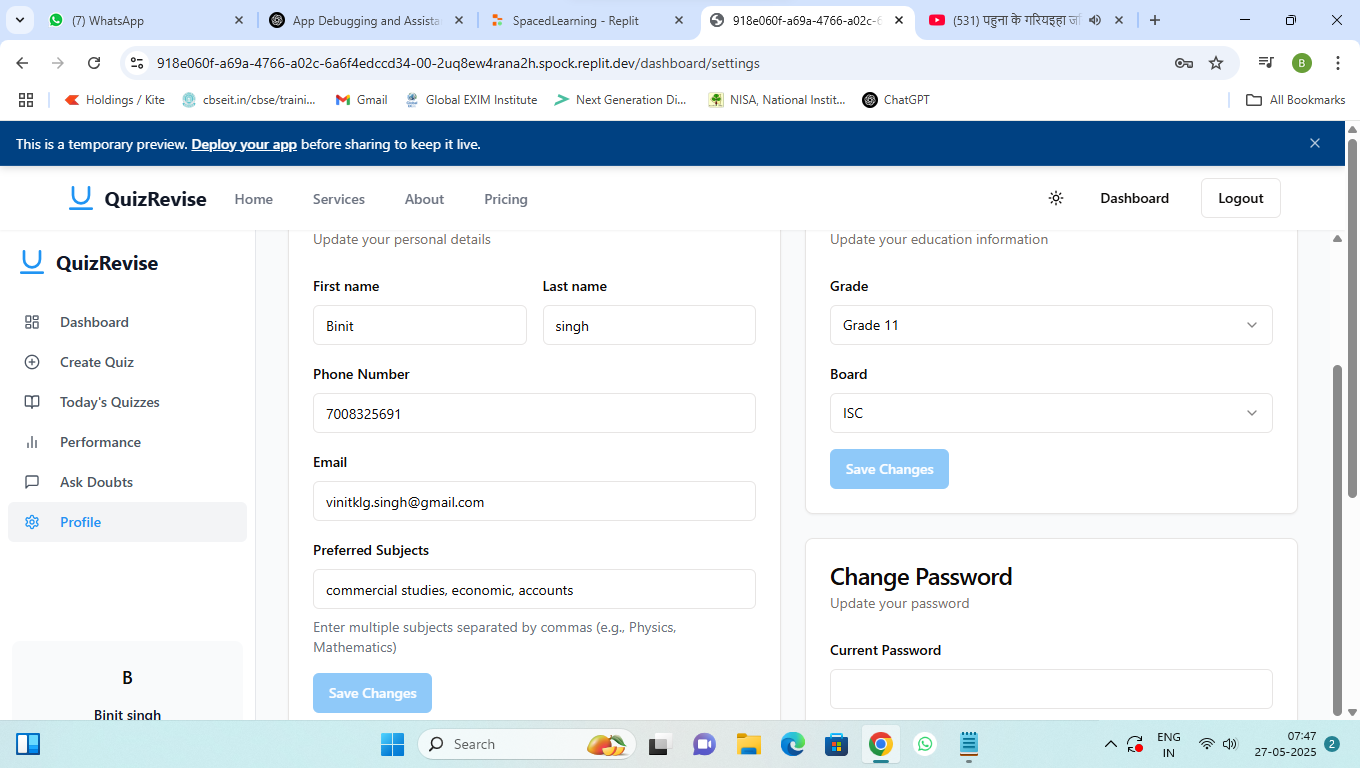 (7) WhatsApp
App Debugging and Assista
SpacedLearning - Replit
918e060f-a69a-4766-a02c-6
(531) पहुना के गरियइहा जनि
918e060f-a69a-4766-a02c-6a6f4edccd34-00-2uq8ew4rana2h.spock.replit.dev/dashboard/settings
B
Holdings / Kite
cbseit.in/cbse/traini...
Gmail
Global EXIM Institute
Next Generation Di...
NISA, National Instit...
ChatGPT
All Bookmarks
This is a temporary preview. Deploy your app before sharing to keep it live.
QuizRevise
Home
Services
About
Pricing
Dashboard
Logout
QuizRevise
Dashboard
Create Quiz
Today's Quizzes
Performance
Ask Doubts
Profile
B
Binit singh
Update your personal details
First name
Last name
Binit
singh
Phone Number
7008325691
Email
vinitklg.singh@gmail.com
Preferred Subjects
commercial studies, economic, accounts
Enter multiple subjects separated by commas (e.g., Physics,
Mathematics)
Save Changes
Update your education information
Grade
Grade 11
Board
ISC
Save Changes
Change Password
Update your password
Current Password
Search
ENG
IN
07:47
27-05-2025
2